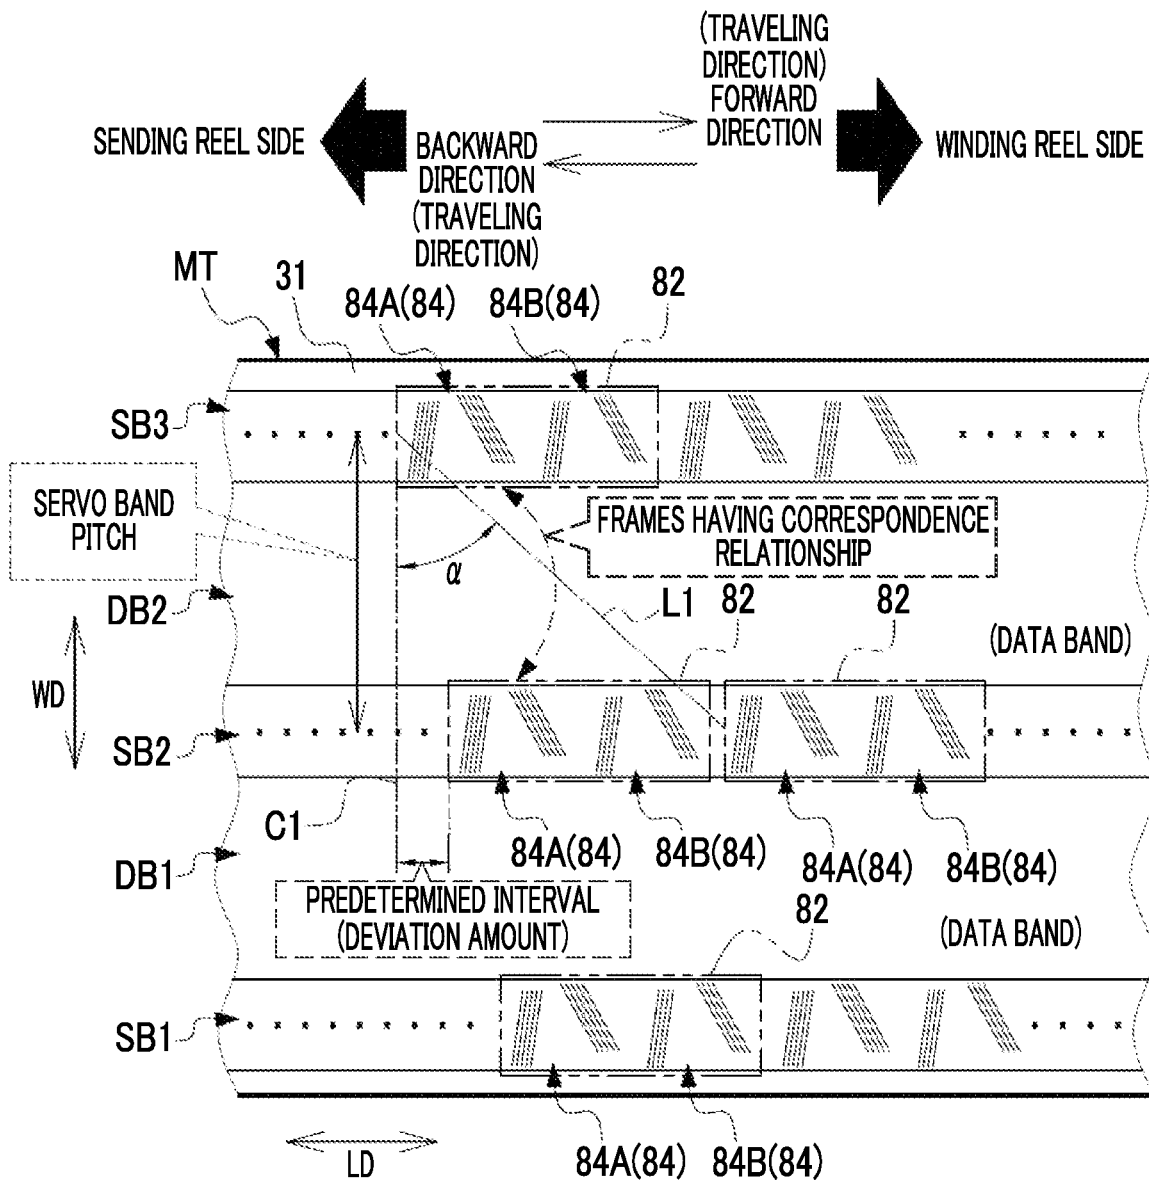 (TRAVELING
DIRECTION)
FORWARD
DIRECTION
SENDING REEL SIDE
BACKWARD
DIRECTION
(TRAVELING
DIRECTION)
WINDING REEL SIDE
MT
31
84A(84)
84B(84)
82
SB3
SERVO BAND
PITCH
FRAMES HAVING CORRESPONDENCE
RELATIONSHIP
α
DB2
L1
82
82
(DATA BAND)
WD
SB2
C1
84A(84)
84B(84)
84A(84)
84B(84)
DB1
PREDETERMINED INTERVAL
(DEVIATION AMOUNT)
82
(DATA BAND)
SB1
84A(84)
84B(84)
LD